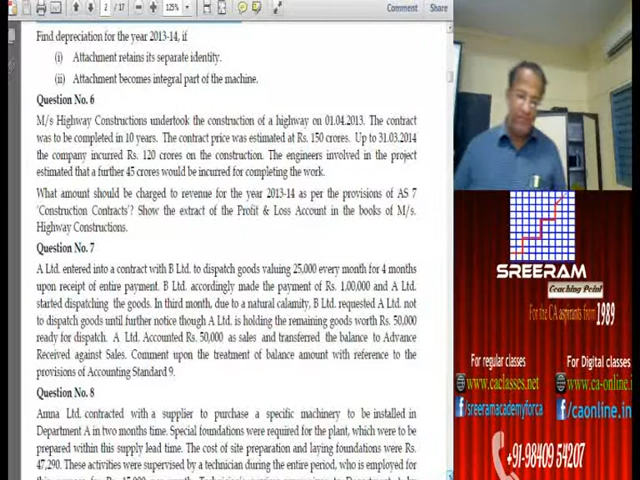 2 / 17
125%
Comment
Share
Find depreciation for the year 2013-14, if
(i) Attachment retains its separate identity.
(ii) Attachment becomes integral part of the machine.
Question No. 6
M/s Highway Constructions undertook the construction of a highway on 01.04.2013. The contract
was to be completed in 10 years. The contract price was estimated at Rs. 150 crores. Up to 31.03.2014
the company incurred Rs. 120 crores on the construction. The engineers involved in the project
estimated that a further 45 crores would be incurred for completing the work.
What amount should be charged to revenue for the year 2013-14 as per the provisions of AS 7
'Construction Contracts'? Show the extract of the Profit & Loss Account in the books of M/s.
Highway Constructions.
Question No. 7
A Ltd. entered into a contract with B Ltd. to dispatch goods valuing 25,000 every month for 4 months
upon receipt of entire payment. B Ltd. accordingly made the payment of Rs. 1,00,000 and A Ltd.
started dispatching the goods. In third month, due to a natural calamity, B Ltd. requested A Ltd. not
to dispatch goods until further notice though A Ltd. is holding the remaining goods worth Rs. 50,000
ready for dispatch. A Ltd. Accounted Rs. 50,000 as sales and transferred the balance to Advance
Received against Sales. Comment upon the treatment of balance amount with reference to the
provisions of Accounting Standard 9.
Question No. 8
Amna Ltd. contracted with a supplier to purchase a specific machinery to be installed in
Department A in two months time. Special foundations were required for the plant, which were to be
prepared within this supply lead time. The cost of site preparation and laying foundations were Rs.
47,290. These activities were supervised by a technician during the entire period, who is employed for
SREERAM
Coaching Point
For the CA aspirants from 1989
For regular classes
www.caclasses.net
/sreeramacademyforca
For Digital classes
www.ca-online.in
/caonline.in
+91-98409 54207